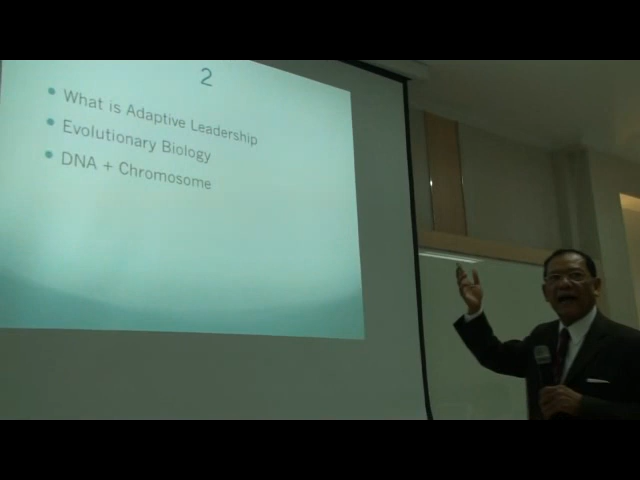 2
What is Adaptive Leadership
Evolutionary Biology
DNA + Chromosome